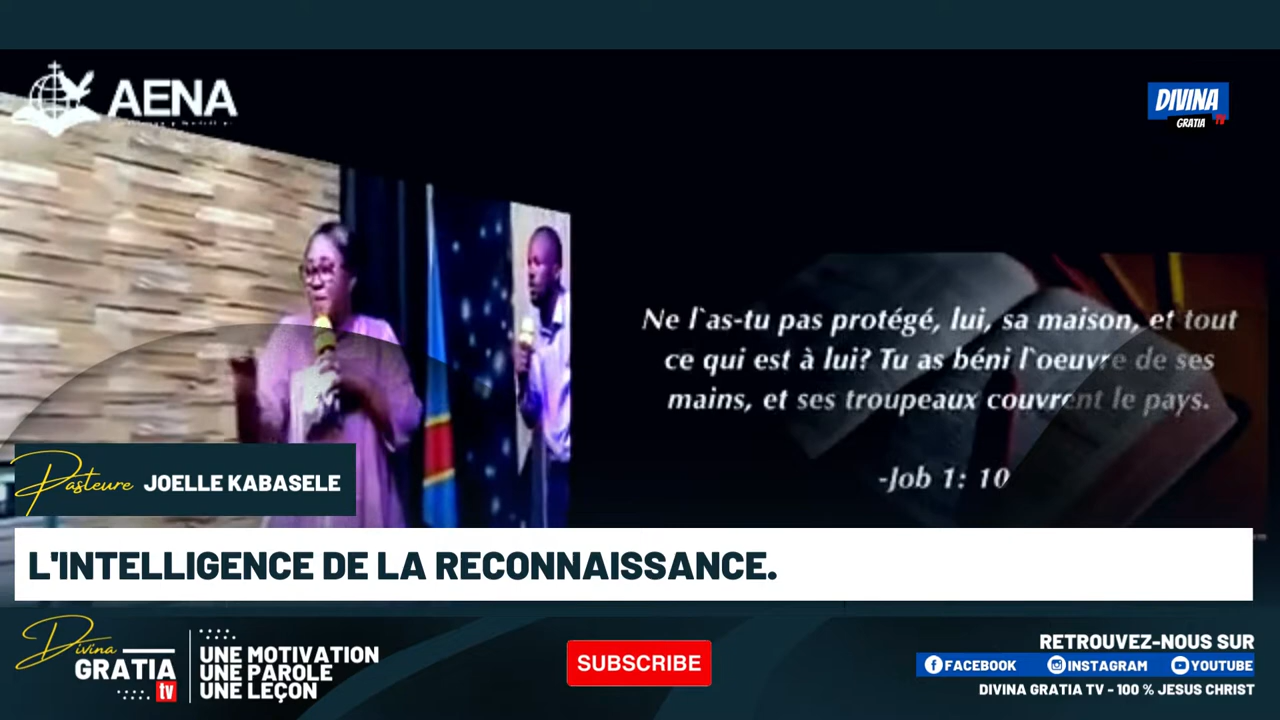 AENA
DIVINA
GRATIA TV
Ne l`as-tu pas protégé, lui, sa maison, et tout
ce qui est à lui? Tu as béni l`oeuvre de ses
mains, et ses troupeaux couvrent le pays.
-Job 1: 10
Pasteure JOELLE KABASELE
L'INTELLIGENCE DE LA RECONNAISSANCE.
Divina
GRATIA
tv
UNE MOTIVATION
UNE PAROLE
UNE LEÇON
SUBSCRIBE
RETROUVEZ-NOUS SUR
FACEBOOK INSTAGRAM YOUTUBE
DIVINA GRATIA TV - 100 % JESUS CHRIST